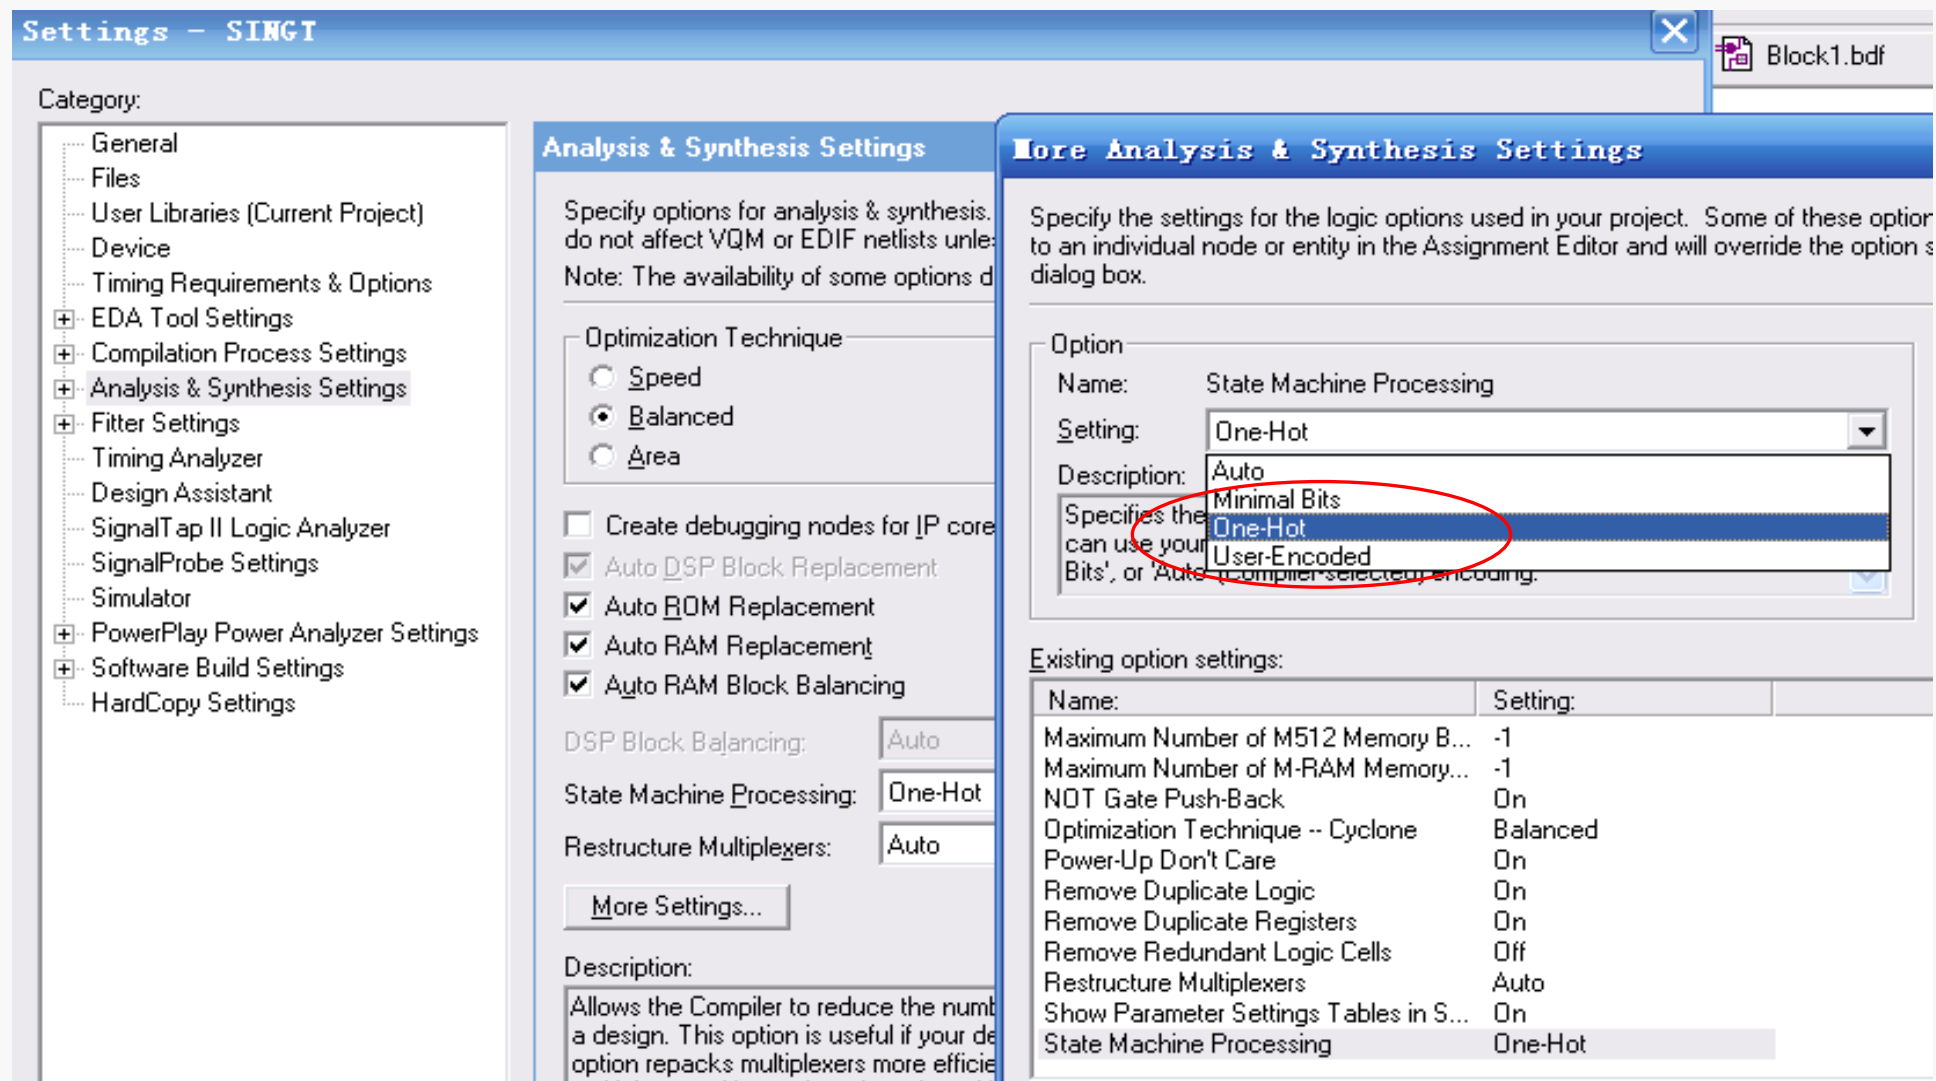 Settings - SINGT
Block1.bdf
Category:
General
Files
User Libraries (Current Project)
Device
Timing Requirements & Options
EDA Tool Settings
Compilation Process Settings
Analysis & Synthesis Settings
Fitter Settings
Timing Analyzer
Design Assistant
SignalTap II Logic Analyzer
SignalProbe Settings
Simulator
PowerPlay Power Analyzer Settings
Software Build Settings
HardCopy Settings
Analysis & Synthesis Settings
Specify options for analysis & synthesis.
do not affect VQM or EDIF netlists unle
Note: The availability of some options d
Optimization Technique
Speed
Balanced
Area
Create debugging nodes for IP core
Auto DSP Block Replacement
Auto ROM Replacement
Auto RAM Replacement
Auto RAM Block Balancing
DSP Block Balancing: Auto
State Machine Processing: One-Hot
Restructure Multiplexers: Auto
More Settings...
Description:
Allows the Compiler to reduce the numb
a design. This option is useful if your de
option repacks multiplexers more efficie
More Analysis & Synthesis Settings
Specify the settings for the logic options used in your project. Some of these option
to an individual node or entity in the Assignment Editor and will override the option s
dialog box.
Option
Name: State Machine Processing
Setting: One-Hot
Description:
Auto
Minimal Bits
One-Hot
User-Encoded
Specifies the
can use your
Bits', or 'Auto' (Compiler-selected) encoding.
Existing option settings:
Name: Setting:
Maximum Number of M512 Memory B... -1
Maximum Number of M-RAM Memory... -1
NOT Gate Push-Back On
Optimization Technique -- Cyclone Balanced
Power-Up Don't Care On
Remove Duplicate Logic On
Remove Duplicate Registers On
Remove Redundant Logic Cells Off
Restructure Multiplexers Auto
Show Parameter Settings Tables in S... On
State Machine Processing One-Hot